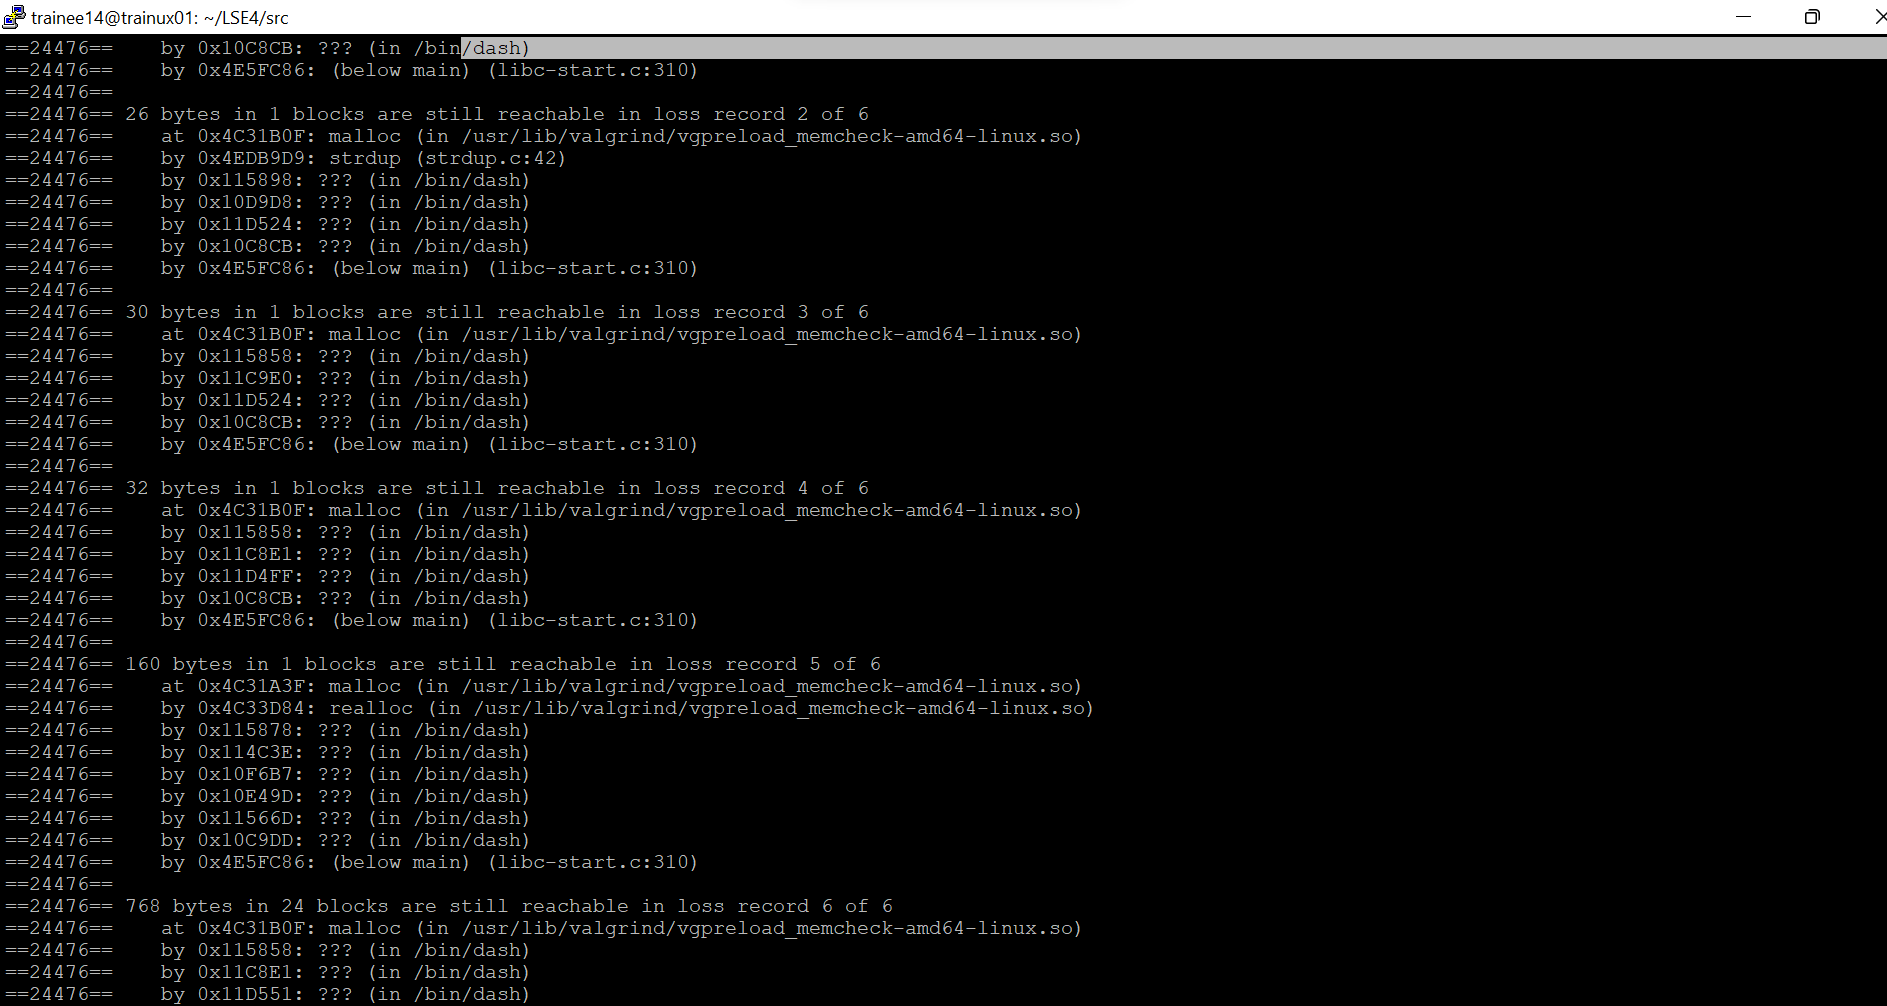 trainee14@trainux01: ~/LSE4/src
==24476==    by 0x10C8CB: ??? (in /bin/dash)
==24476==    by 0x4E5FC86: (below main) (libc-start.c:310)
==24476==
==24476== 26 bytes in 1 blocks are still reachable in loss record 2 of 6
==24476==    at 0x4C31B0F: malloc (in /usr/lib/valgrind/vgpreload_memcheck-amd64-linux.so)
==24476==    by 0x4EDB9D9: strdup (strdup.c:42)
==24476==    by 0x115898: ??? (in /bin/dash)
==24476==    by 0x10D9D8: ??? (in /bin/dash)
==24476==    by 0x11D524: ??? (in /bin/dash)
==24476==    by 0x10C8CB: ??? (in /bin/dash)
==24476==    by 0x4E5FC86: (below main) (libc-start.c:310)
==24476==
==24476== 30 bytes in 1 blocks are still reachable in loss record 3 of 6
==24476==    at 0x4C31B0F: malloc (in /usr/lib/valgrind/vgpreload_memcheck-amd64-linux.so)
==24476==    by 0x115858: ??? (in /bin/dash)
==24476==    by 0x11C9E0: ??? (in /bin/dash)
==24476==    by 0x11D524: ??? (in /bin/dash)
==24476==    by 0x10C8CB: ??? (in /bin/dash)
==24476==    by 0x4E5FC86: (below main) (libc-start.c:310)
==24476==
==24476== 32 bytes in 1 blocks are still reachable in loss record 4 of 6
==24476==    at 0x4C31B0F: malloc (in /usr/lib/valgrind/vgpreload_memcheck-amd64-linux.so)
==24476==    by 0x115858: ??? (in /bin/dash)
==24476==    by 0x11C8E1: ??? (in /bin/dash)
==24476==    by 0x11D4FF: ??? (in /bin/dash)
==24476==    by 0x10C8CB: ??? (in /bin/dash)
==24476==    by 0x4E5FC86: (below main) (libc-start.c:310)
==24476==
==24476== 160 bytes in 1 blocks are still reachable in loss record 5 of 6
==24476==    at 0x4C31A3F: malloc (in /usr/lib/valgrind/vgpreload_memcheck-amd64-linux.so)
==24476==    by 0x4C33D84: realloc (in /usr/lib/valgrind/vgpreload_memcheck-amd64-linux.so)
==24476==    by 0x115878: ??? (in /bin/dash)
==24476==    by 0x114C3E: ??? (in /bin/dash)
==24476==    by 0x10F6B7: ??? (in /bin/dash)
==24476==    by 0x10E49D: ??? (in /bin/dash)
==24476==    by 0x11566D: ??? (in /bin/dash)
==24476==    by 0x10C9DD: ??? (in /bin/dash)
==24476==    by 0x4E5FC86: (below main) (libc-start.c:310)
==24476==
==24476== 768 bytes in 24 blocks are still reachable in loss record 6 of 6
==24476==    at 0x4C31B0F: malloc (in /usr/lib/valgrind/vgpreload_memcheck-amd64-linux.so)
==24476==    by 0x115858: ??? (in /bin/dash)
==24476==    by 0x11C8E1: ??? (in /bin/dash)
==24476==    by 0x11D551: ??? (in /bin/dash)